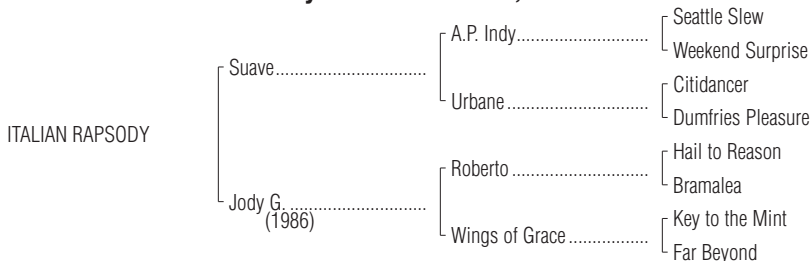 Seattle Slew
A.P. Indy
Weekend Surprise
Suave
Citidancer
Urbane
Dumfries Pleasure
ITALIAN RAPSODY
Hail to Reason
Roberto
Bramalea
Jody G.
(1986)
Key to the Mint
Wings of Grace
Far Beyond